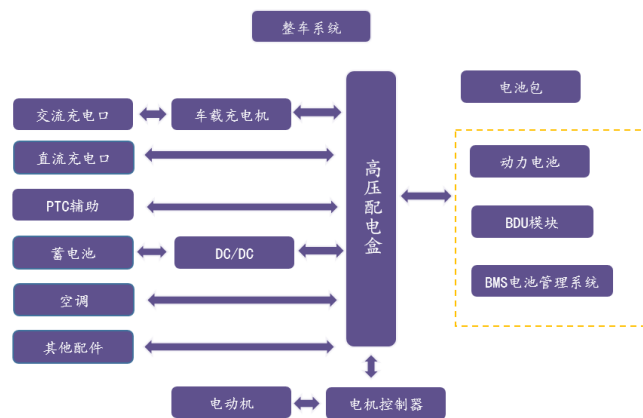 整车系统
电池包
交流充电口
车载充电机
直流充电口
PTC辅助
蓄电池
DC/DC
空调
其他配件
高压配电盒
动力电池
BDU模块
BMS电池管理系统
电动机
电机控制器